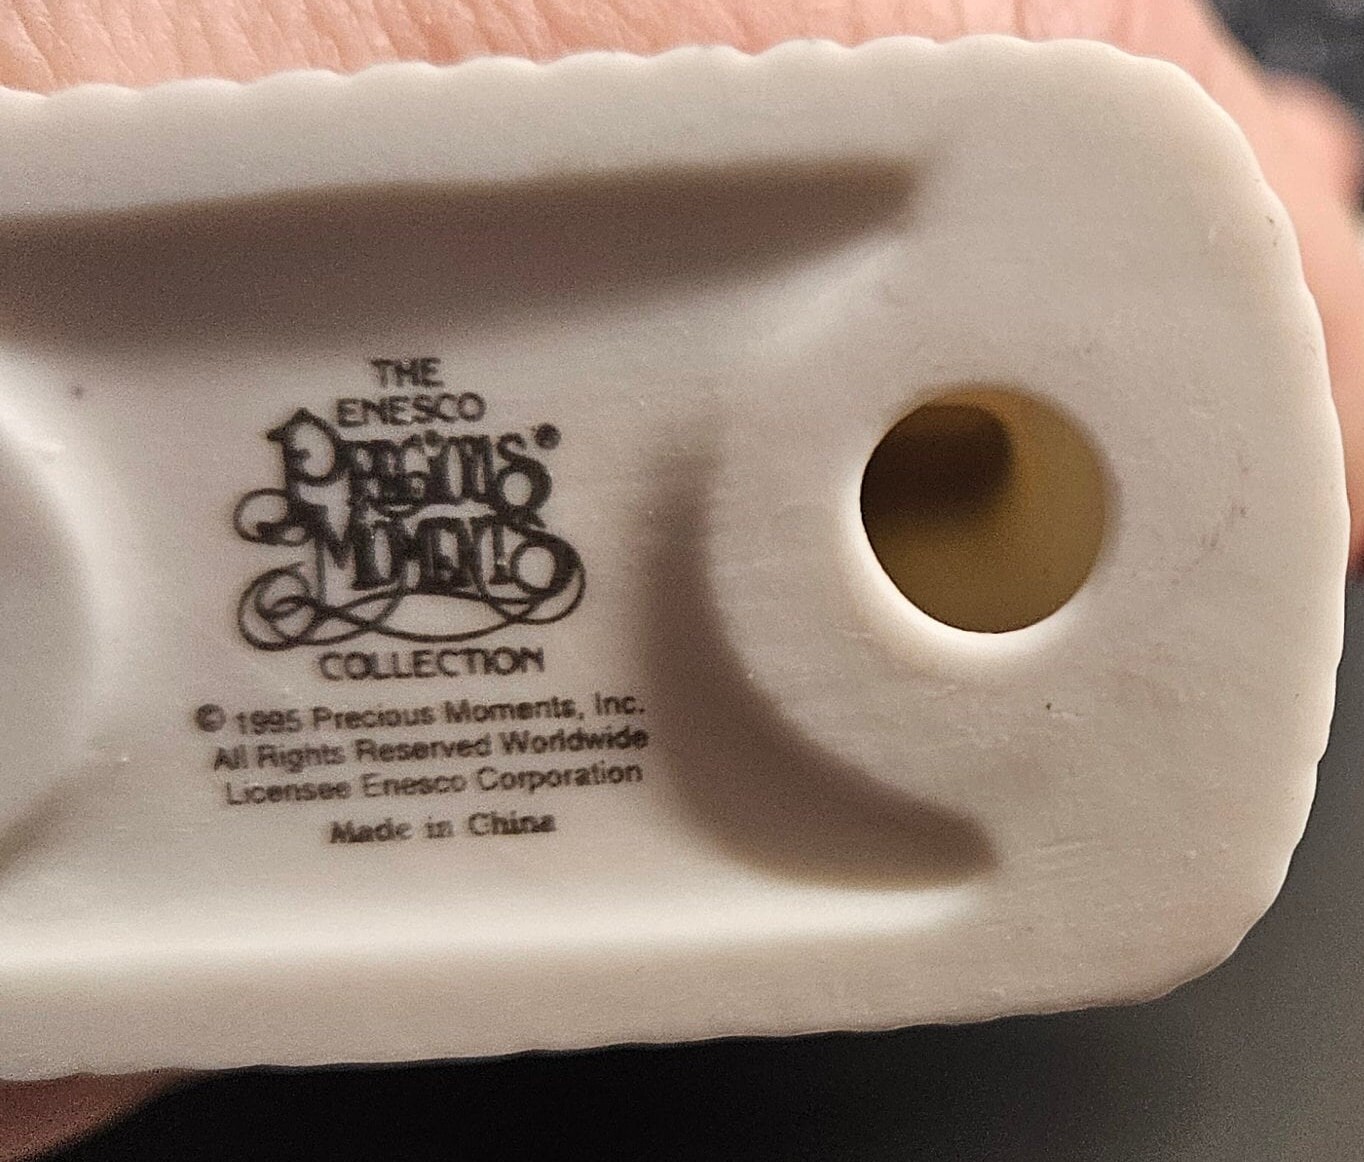 THE
ENESCO
PRECIOUS®
MOMENTS
COLLECTION
© 1995 Precious Moments, Inc.
All Rights Reserved Worldwide
Licensee Enesco Corporation
Made in China